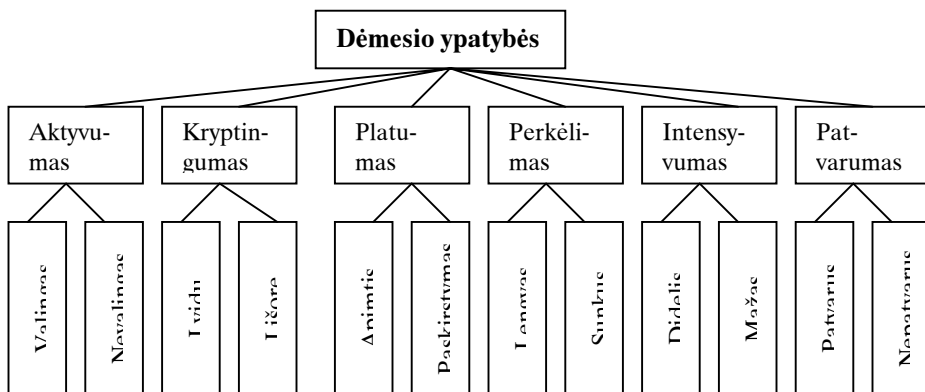 Dėmesio ypatybės
Aktyvu-
mas
Kryptin-
gumas
Platu-
mas
Perkėli-
mas
Intensy-
vumas
Pat-
varumas
Valingas
Nevalingas
Į vidų
Į išorę
Apimtis
Paskirstymas
Lengvas
Sunkus
Didelis
Mažas
Patvarus
Nepatvarus